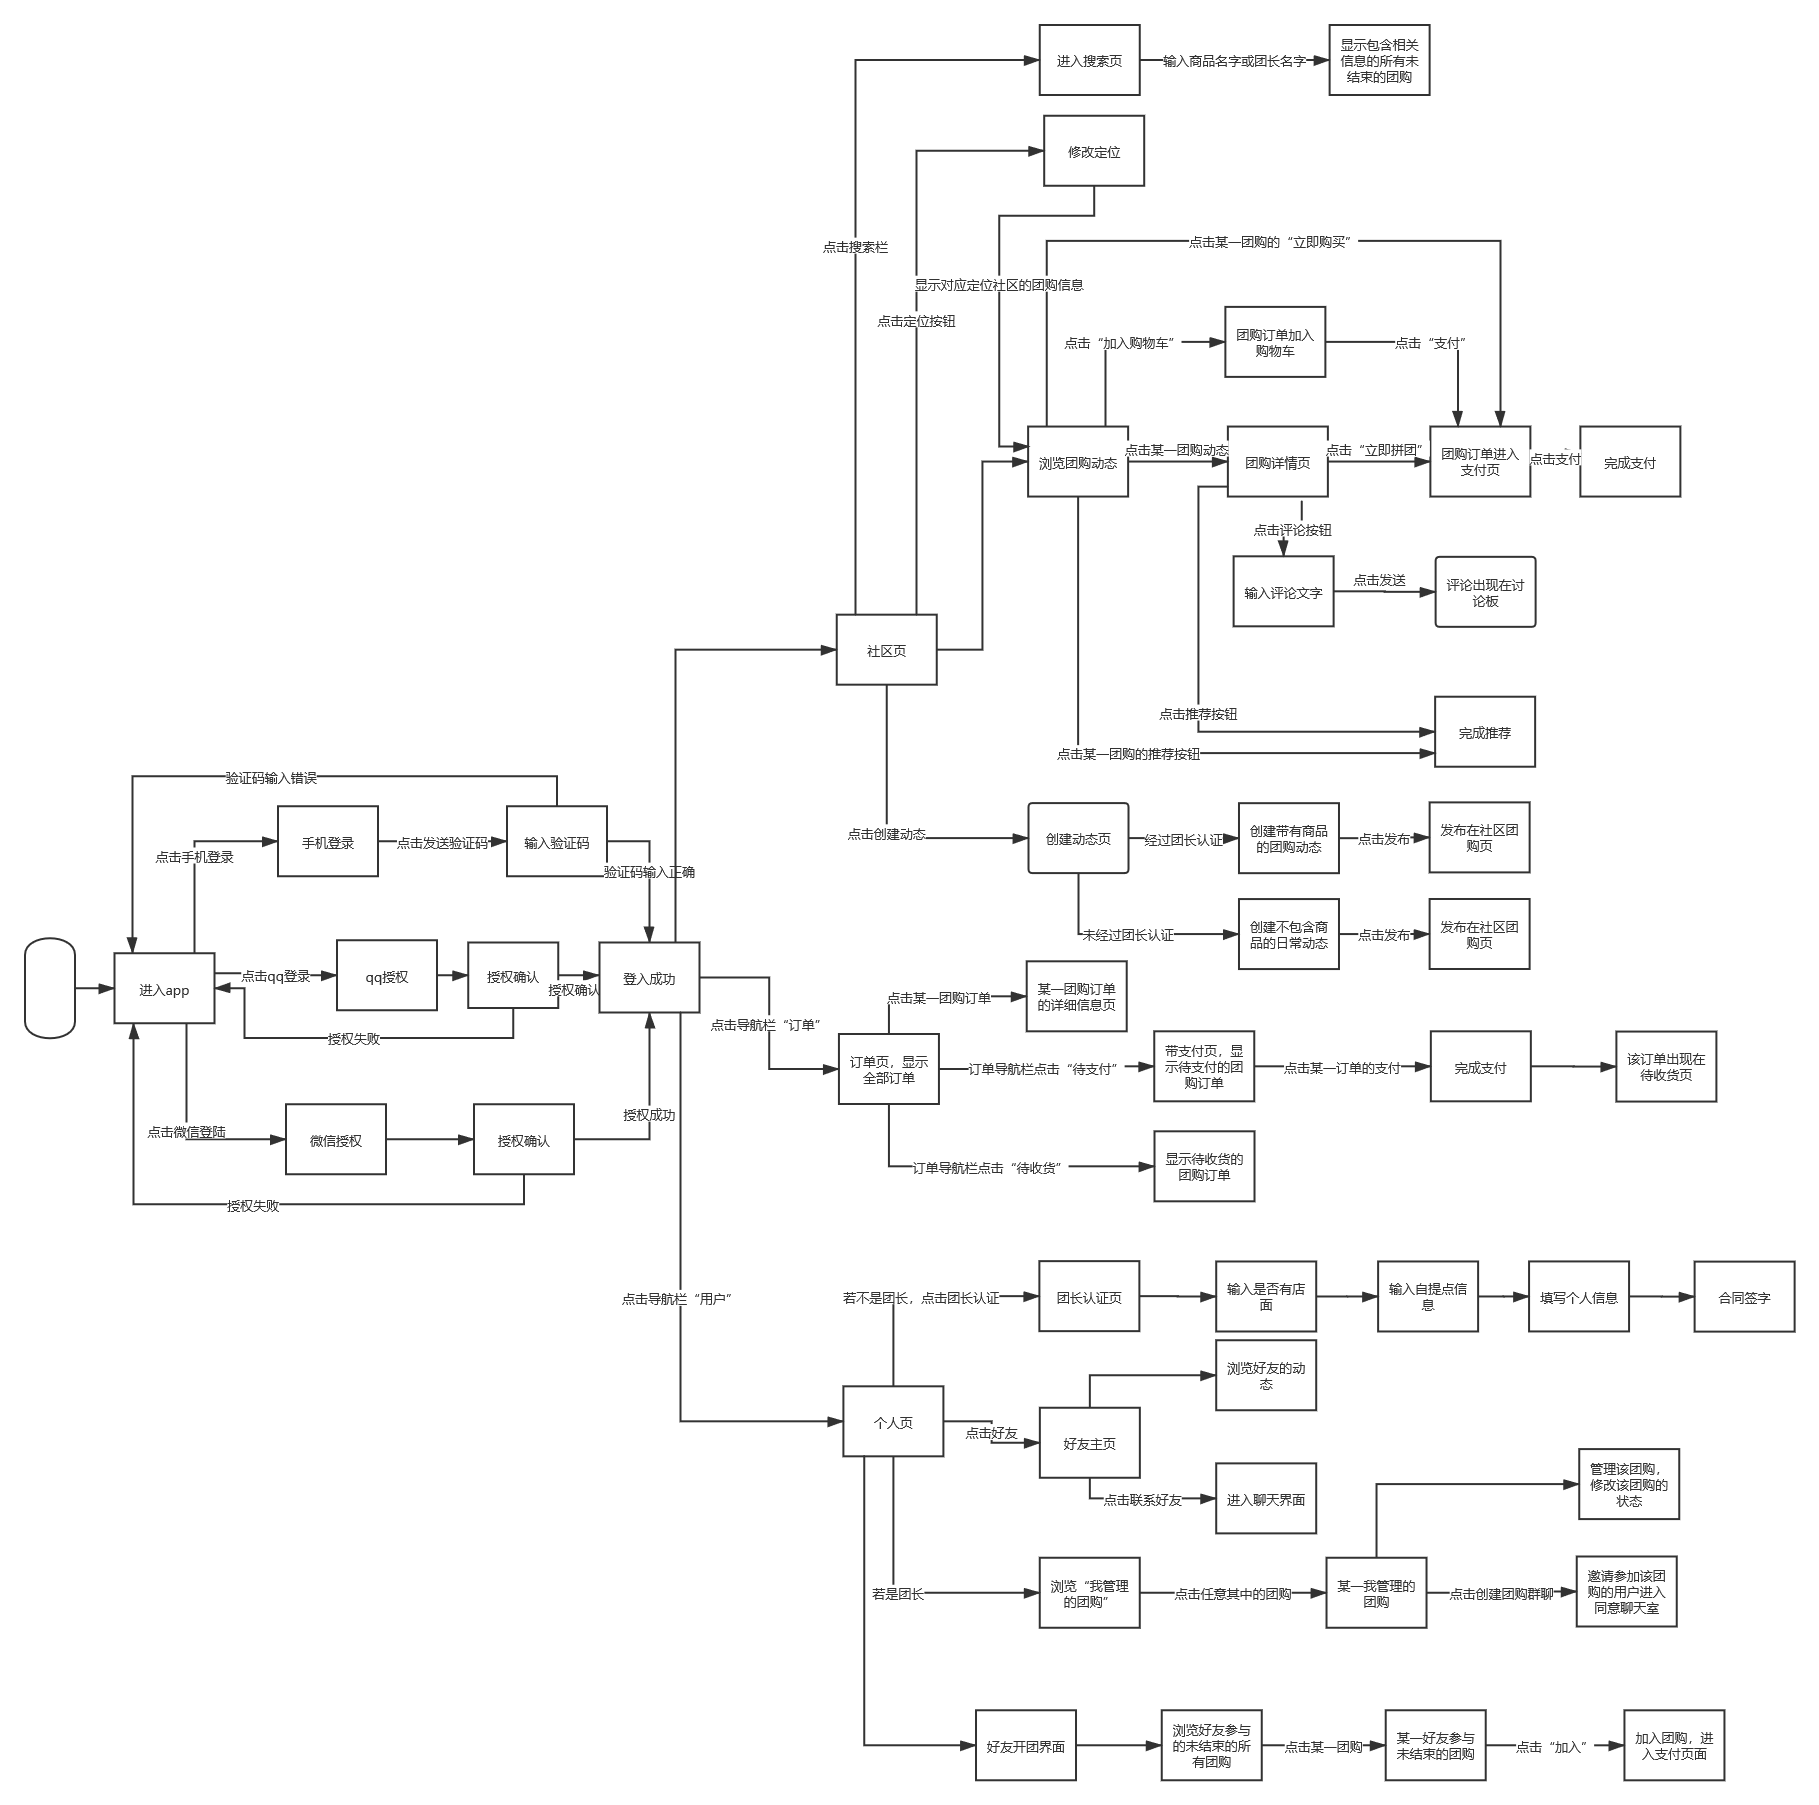 进入搜索页
输入商品名字或团长名字
显示包含相关
信息的所有未
结束的团购
修改定位
点击搜索栏
点击某一团购的“立即购买”
显示对应定位社区的团购信息
点击定位按钮
点击“加入购物车”
团购订单加入
购物车
点击“支付”
浏览团购动态
点击某一团购动态
团购详情页
点击“立即拼团”
团购订单进入
支付页
点击支付
完成支付
点击评论按钮
输入评论文字
点击发送
评论出现在讨
论板
社区页
点击推荐按钮
完成推荐
点击某一团购的推荐按钮
点击创建动态
创建动态页
经过团长认证
创建带有商品
的团购动态
点击发布
发布在社区团
购页
未经过团长认证
创建不包含商
品的日常动态
点击发布
发布在社区团
购页
验证码输入错误
点击手机登录
手机登录
点击发送验证码
输入验证码
验证码输入正确
进入app
点击qq登录
qq授权
授权确认
授权确认
登入成功
授权失败
点击微信登陆
微信授权
授权确认
授权成功
授权失败
点击导航栏“订单”
点击某一团购订单
某一团购订单
的详细信息页
订单页，显示
全部订单
订单导航栏点击“待支付”
带支付页，显
示待支付的团
购订单
点击某一订单的支付
完成支付
该订单出现在
待收货页
订单导航栏点击“待收货”
显示待收货的
团购订单
点击导航栏“用户”
若不是团长，点击团长认证
团长认证页
输入是否有店
面
输入自提点信
息
填写个人信息
合同签字
个人页
点击好友
好友主页
浏览好友的动
态
点击联系好友
进入聊天界面
若是团长
浏览“我管理
的团购”
点击任意其中的团购
某一我管理的
团购
管理该团购，
修改该团购的
状态
点击创建团购群聊
邀请参加该团
购的用户进入
同意聊天室
好友开团界面
浏览好友参与
的未结束的所
有团购
点击某一团购
某一好友参与
未结束的团购
点击“加入”
加入团购，进
入支付页面